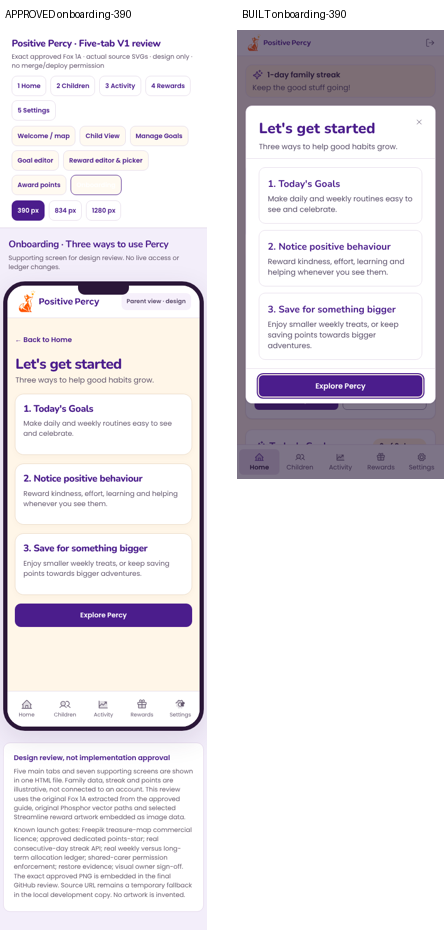 APPROVED onboarding-390
Positive Percy · Five-tab V1 review
Exact approved Fox 1A · actual source SVGs · design only ·
no merge/deploy permission
1 Home
2 Children
3 Activity
4 Rewards
5 Settings
Welcome / map
Child View
Manage Goals
Goal editor
Reward editor & picker
Award points
390 px
834 px
1280 px
Onboarding · Three ways to use Percy
Supporting screen for design review. No live access or
ledger changes.
Positive Percy
Parent view · design
← Back to Home
Let's get started
Three ways to help good habits grow.
1. Today's Goals
Make daily and weekly routines easy to see
and celebrate.
2. Notice positive behaviour
Reward kindness, effort, learning and helping
whenever you see them.
3. Save for something bigger
Enjoy smaller weekly treats, or keep saving
points towards bigger adventures.
Explore Percy
Home
Children
Activity
Rewards
Settings
Design review, not implementation approval
Five main tabs and seven supporting screens are shown
in one HTML file. Family data, streak and points are
illustrative, not connected to an account. This review
uses the original Fox 1A extracted from the approved
guide, original Phosphor vector paths and selected
Streamline reward artwork embedded as image data.
Known launch gates: Freepik treasure-map commercial
licence; approved dedicated points-star; real
consecutive-day streak API; real weekly versus long-
term allocation ledger; shared-carer permission
enforcement; restore evidence; visual owner sign-off.
The exact approved PNG is embedded in the final
GitHub review. Source URL remains a temporary fallback
in the local development copy. No artwork is invented.
BUILT onboarding-390
Positive Percy
1-day family streak
Keep the good stuff going!
Let's get started
×
Three ways to help good habits grow.
1. Today's Goals
Make daily and weekly routines easy to
see and celebrate.
2. Notice positive behaviour
Reward kindness, effort, learning and
helping whenever you see them.
3. Save for something bigger
Enjoy smaller weekly treats, or keep
saving points towards bigger
adventures.
Explore Percy
Home
Children
Activity
Rewards
Settings